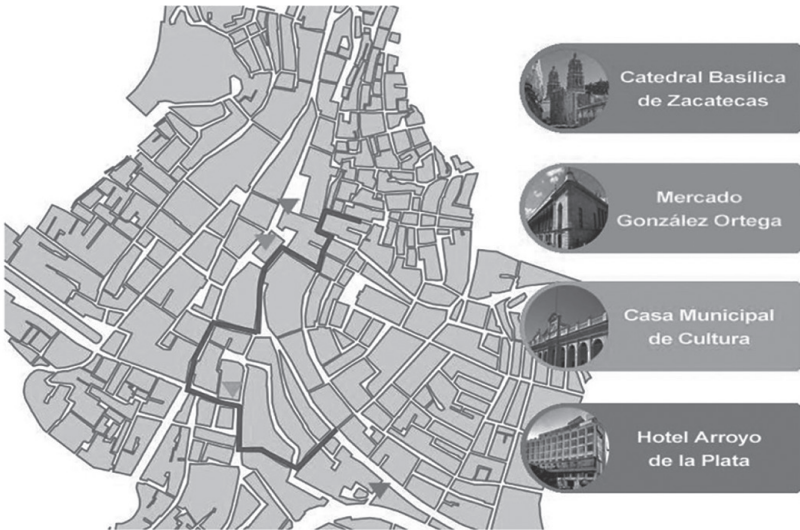 Catedral Basílica
de Zacatecas
Mercado
González Ortega
Casa Municipal
de Cultura
Hotel Arroyo
de la Plata